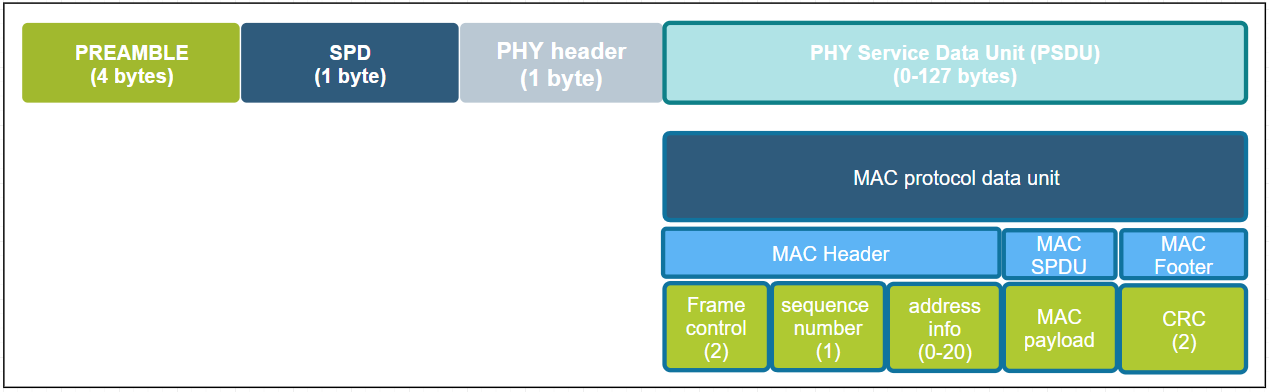 PREAMBLE
(4 bytes)
SPD
(1 byte)
PHY header
(1 byte)
PHY Service Data Unit (PSDU)
(0-127 bytes)
MAC protocol data unit
MAC Header
MAC
SPDU
MAC
Footer
Frame
control
(2)
sequence
number
(1)
address
info
(0-20)
MAC
payload
CRC
(2)